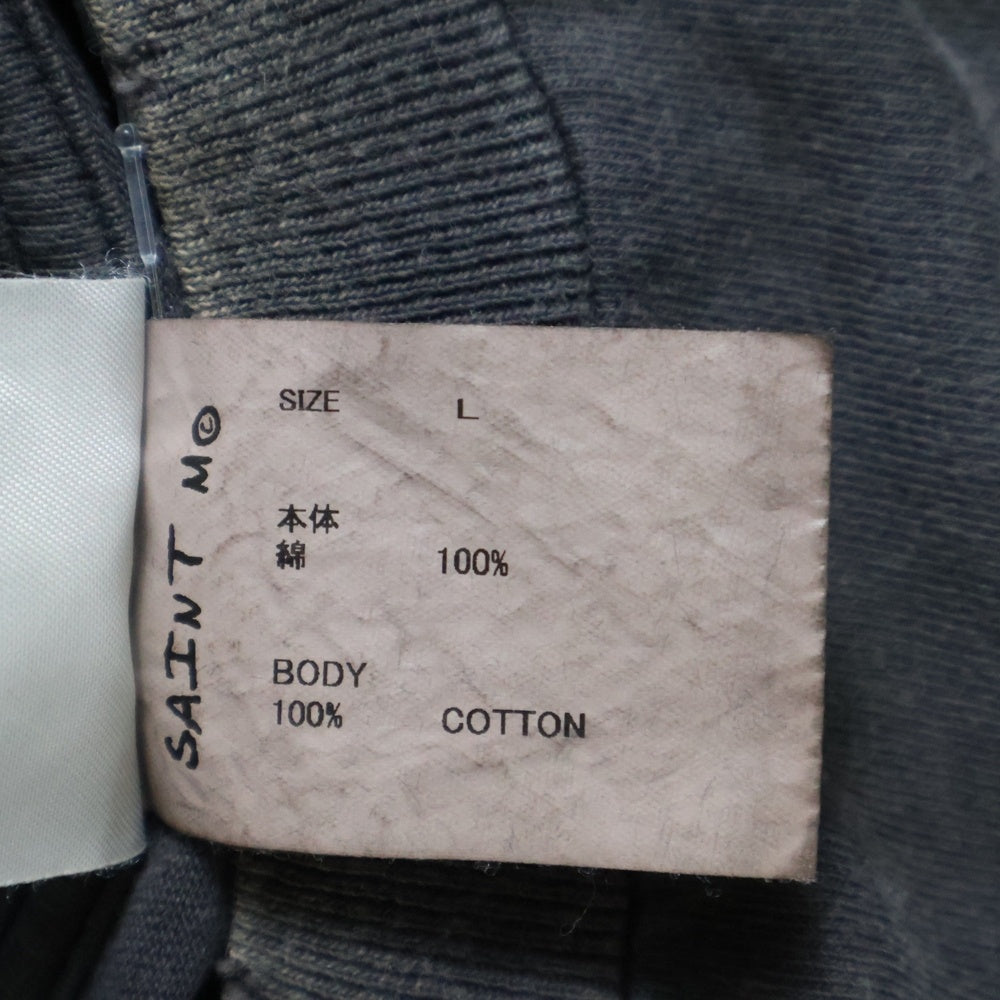 SAINT M©
SIZE L
本体
綿 100%
BODY
100% COTTON